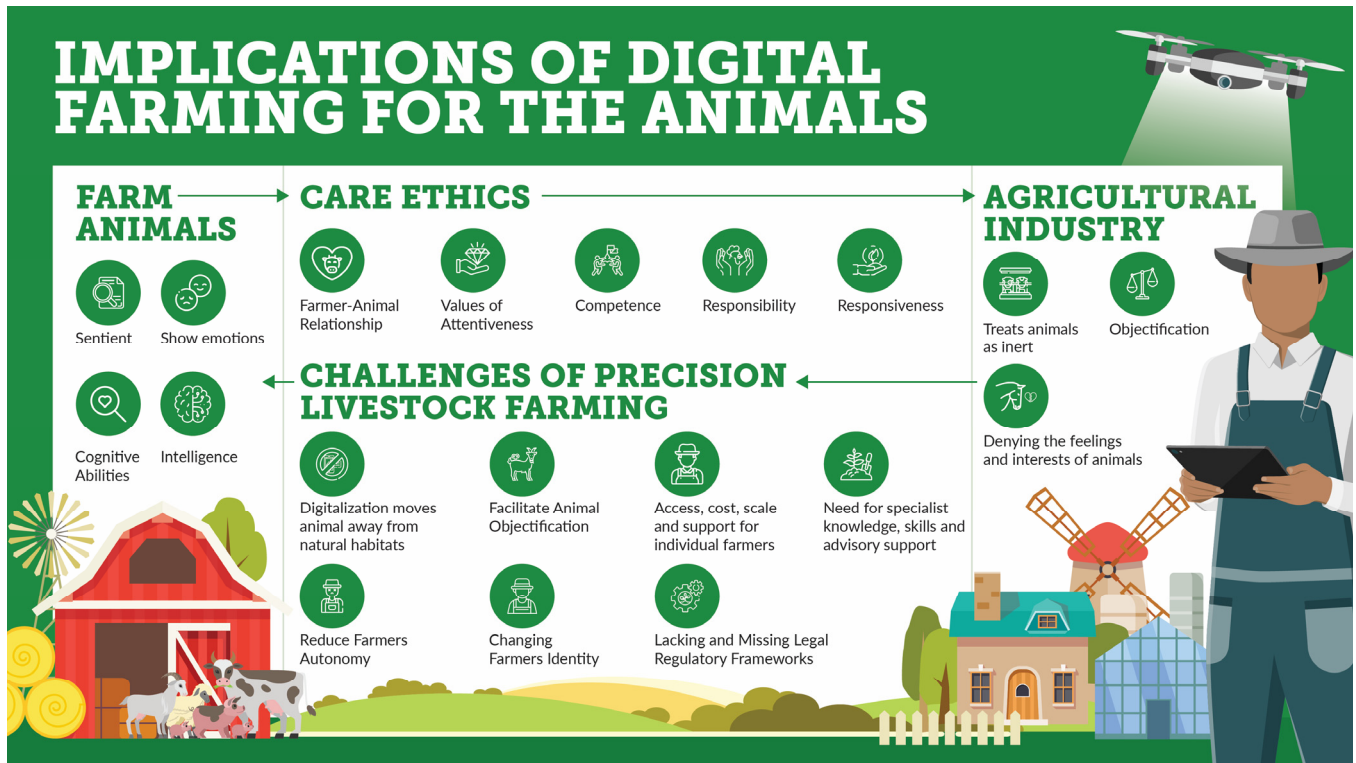 IMPLICATIONS OF DIGITAL
FARMING FOR THE ANIMALS
FARM
ANIMALS
Sentient
Show emotions
Cognitive
Abilities
Intelligence
CARE ETHICS
Farmer-Animal
Relationship
Values of
Attentiveness
Competence
Responsibility
Responsiveness
AGRICULTURAL
INDUSTRY
Treats animals
as inert
Objectification
Denying the feelings
and interests of animals
CHALLENGES OF PRECISION
LIVESTOCK FARMING
Digitalization moves
animal away from
natural habitats
Facilitate Animal
Objectification
Access, cost, scale
and support for
individual farmers
Need for specialist
knowledge, skills and
advisory support
Reduce Farmers
Autonomy
Changing
Farmers Identity
Lacking and Missing Legal
Regulatory Frameworks